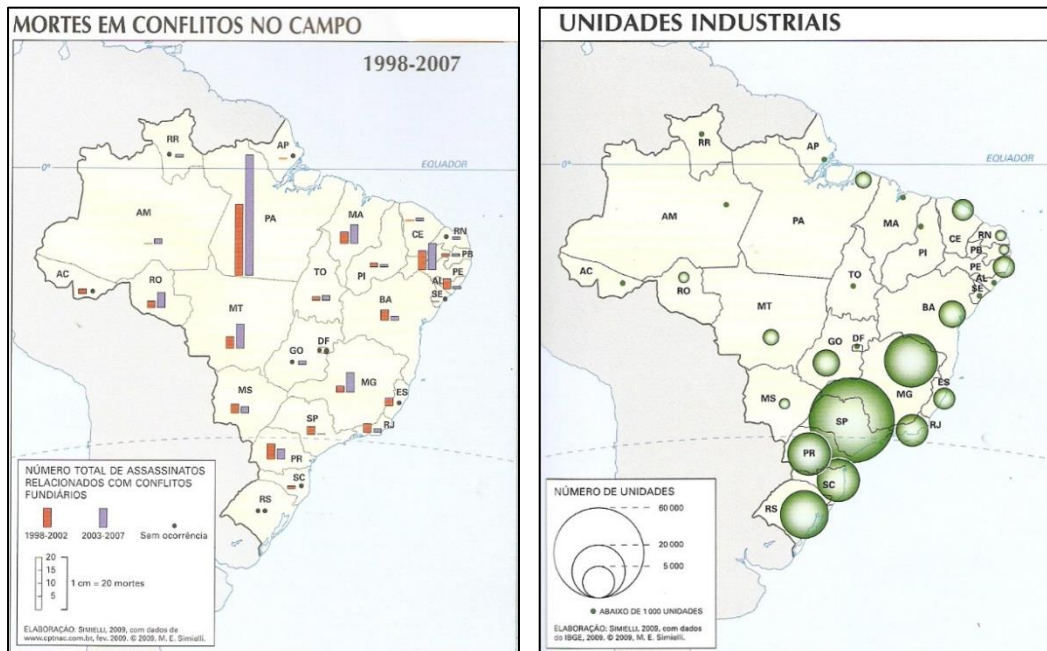 MORTES EM CONFLITOS NO CAMPO
1998-2007
RR
AP
0°
EQUADOR
AM
PA
MA
CE
RN
PB
PE
AL
SE
PI
AC
RO
TO
BA
MT
GO
DF
MG
ES
MS
SP
RJ
PR
SC
RS
NÚMERO TOTAL DE ASSASSINATOS
RELACIONADOS COM CONFLITOS
FUNDIÁRIOS
1998-2002
2003-2007
Sem ocorrência
20
15
10
5
1 cm = 20 mortes
ELABORAÇÃO: SIMIELLI, 2009, com dados de
www.cptnac.com.br, fev. 2009. © 2009, M. E. Simielli.
UNIDADES INDUSTRIAIS
RR
AP
0°
EQUADOR
AM
PA
MA
CE
RN
PB
PE
AL
SE
PI
AC
RO
TO
BA
MT
GO
DF
MG
ES
MS
SP
RJ
PR
SC
RS
NÚMERO DE UNIDADES
60 000
20 000
5 000
ABAIXO DE 1 000 UNIDADES
ELABORAÇÃO: SIMIELLI, 2009, com dados
do IBGE, 2009. © 2009, M. E. Simielli.